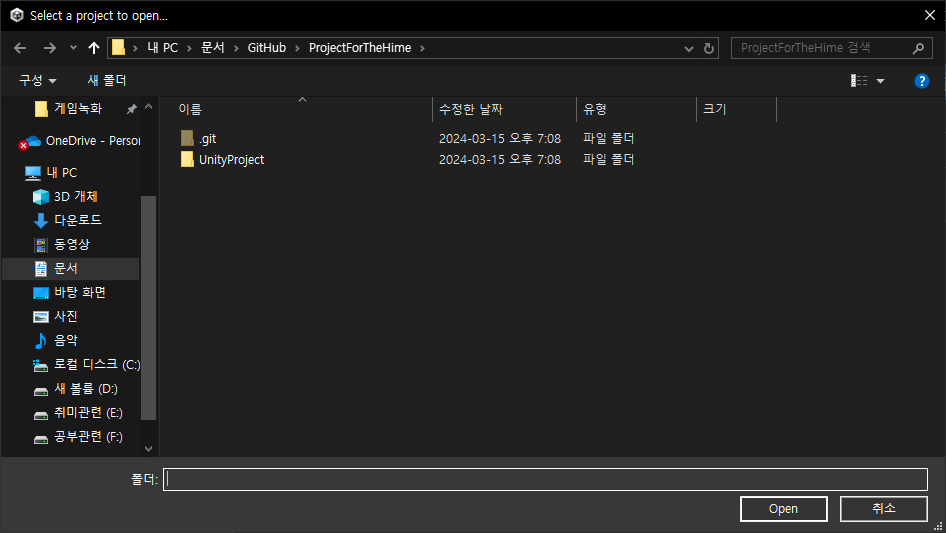 Select a project to open...
내 PC > 문서 > GitHub > ProjectForTheHime >
ProjectForTheHime 검색
구성
새 폴더
게임녹화
OneDrive - Person
내 PC
3D 개체
다운로드
동영상
문서
바탕 화면
사진
음악
로컬 디스크 (C:)
새 볼륨 (D:)
취미관련 (E:)
공부관련 (F:)
이름 수정한 날짜 유형 크기
.git 2024-03-15 오후 7:08 파일 폴더
UnityProject 2024-03-15 오후 7:08 파일 폴더
폴더:
Open 취소